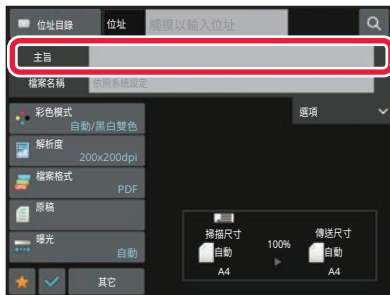 位址目錄 位址 觸摸以輸入位址
主旨
檔案名稱 依照系統設定
彩色模式
自動/黑白雙色
選項
解析度
200x200dpi
檔案格式
PDF
原稿
曝光
自動
掃描尺寸
自動
A4
100%
傳送尺寸
自動
A4
其它